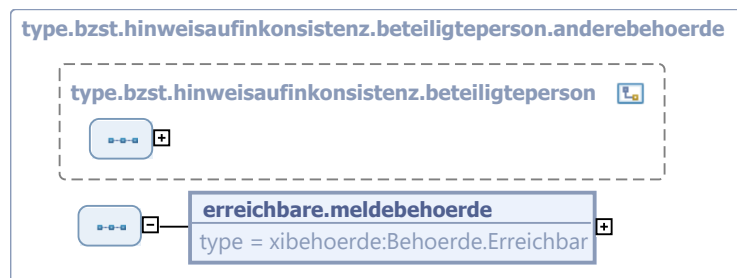 type.bzst.hinweisaufinkonsistenz.beteiligteperson.anderebehoerde
type.bzst.hinweisaufinkonsistenz.beteiligteperson
erreichbare.meldebehoerde
type = xibehoerde:Behoerde.Erreichbar